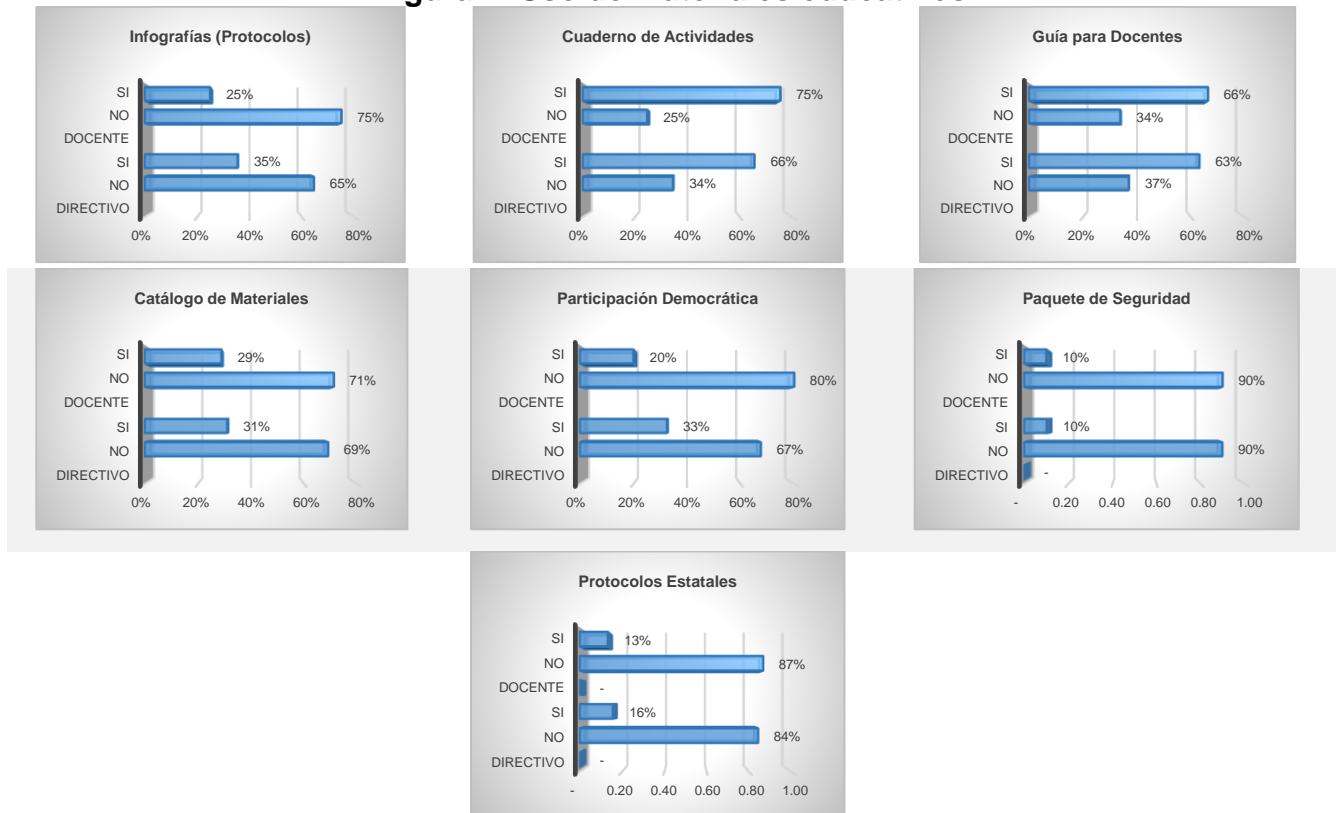 Infografías (Protocolos)
SI 25%
NO 75%
DOCENTE
SI 35%
NO 65%
DIRECTIVO
0% 20% 40% 60% 80%
Cuaderno de Actividades
SI 75%
NO 25%
DOCENTE
SI 66%
NO 34%
DIRECTIVO
0% 20% 40% 60% 80%
Guía para Docentes
SI 66%
NO 34%
DOCENTE
SI 63%
NO 37%
DIRECTIVO
0% 20% 40% 60% 80%
Catálogo de Materiales
SI 29%
NO 71%
DOCENTE
SI 31%
NO 69%
DIRECTIVO
0% 20% 40% 60% 80%
Participación Democrática
SI 20%
NO 80%
DOCENTE
SI 33%
NO 67%
DIRECTIVO
0% 20% 40% 60% 80%
Paquete de Seguridad
SI 10%
NO 90%
DOCENTE
SI 10%
NO 90%
DIRECTIVO -
- 0.20 0.40 0.60 0.80 1.00
Protocolos Estatales
SI 13%
NO 87%
DOCENTE -
SI 16%
NO 84%
DIRECTIVO -
- 0.20 0.40 0.60 0.80 1.00